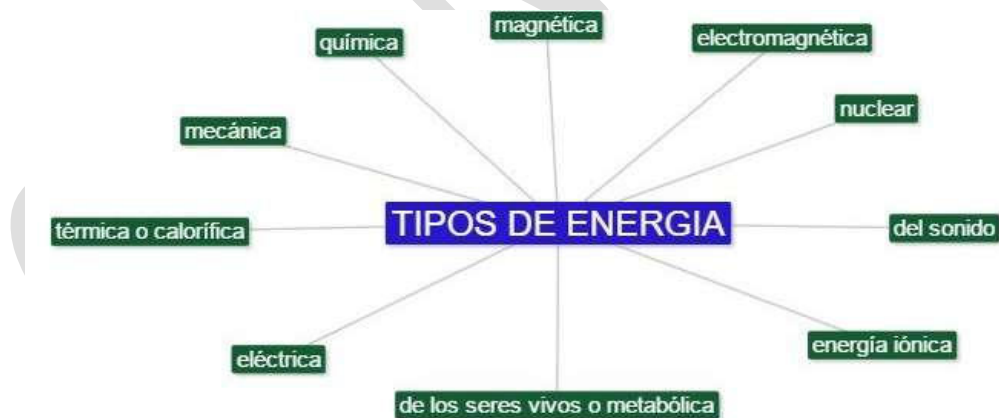 magnética
química
electromagnética
nuclear
mecánica
TIPOS DE ENERGIA
térmica o calorífica
del sonido
energía iónica
eléctrica
de los seres vivos o metabólica